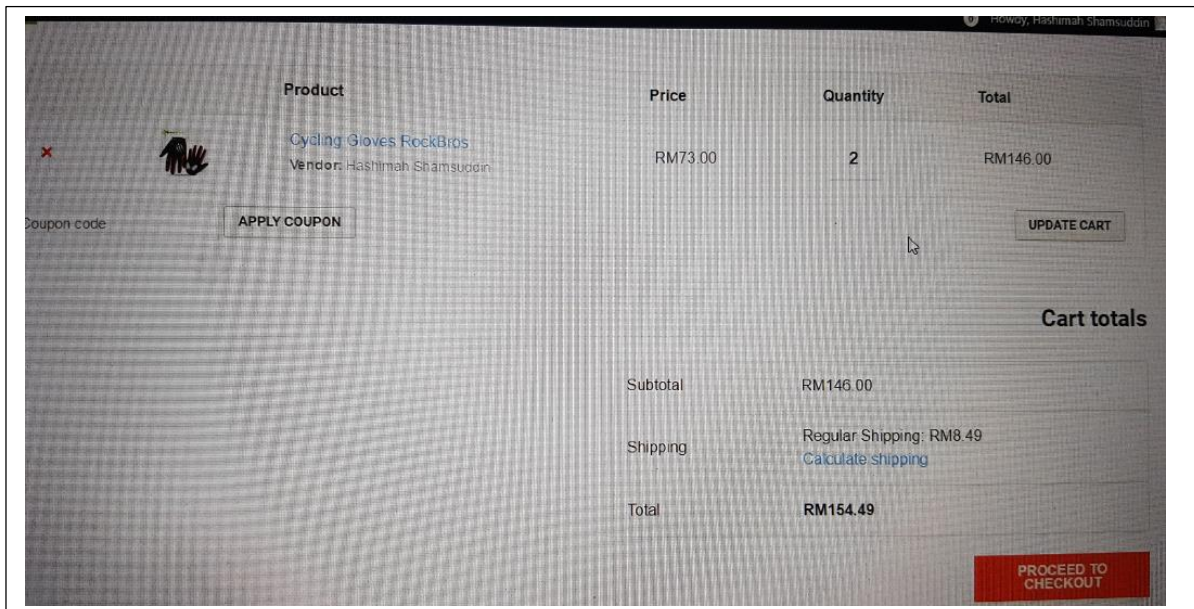 0 Howdy, Hashimah Shamsuddin
Product Price Quantity Total
× Cycling Gloves RockBros RM73.00 2 RM146.00
Vendor: Hashimah Shamsuddin
Coupon code APPLY COUPON UPDATE CART
Cart totals
Subtotal RM146.00
Shipping Regular Shipping: RM8.49
Calculate shipping
Total RM154.49
PROCEED TO
CHECKOUT